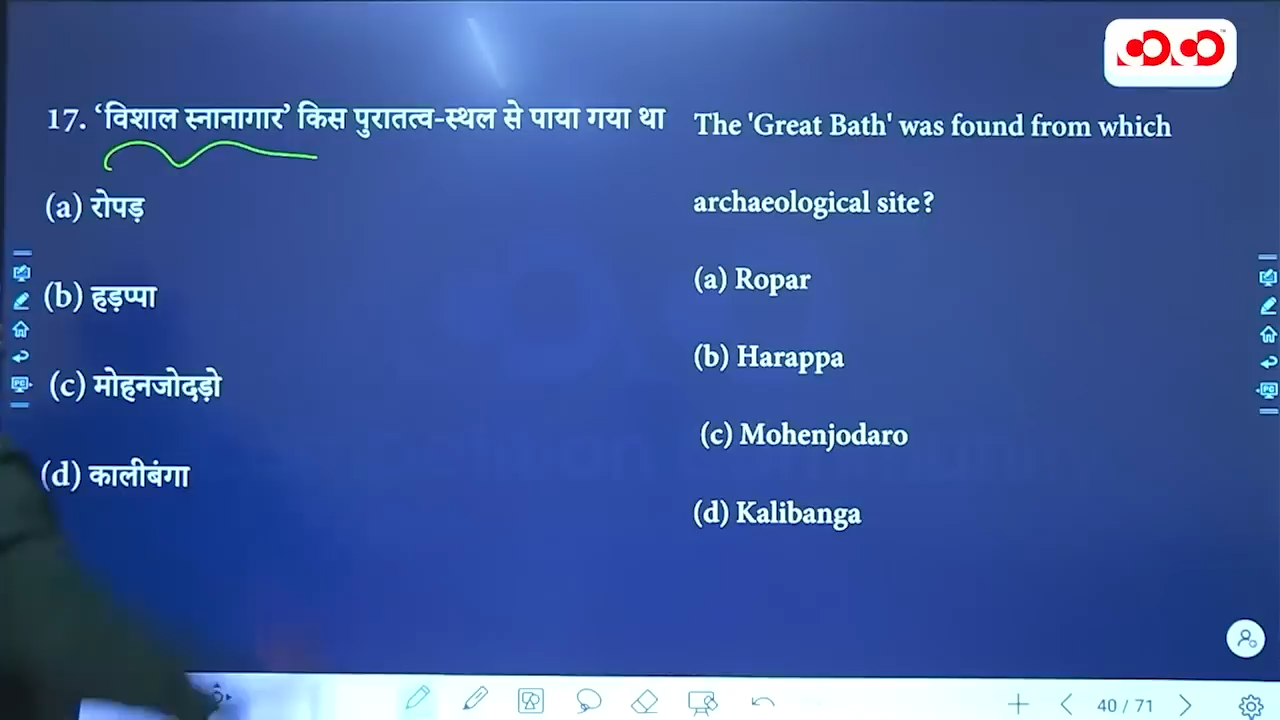 17. ‘विशाल स्नानागार’ किस पुरातत्व-स्थल से पाया गया था
(a) रोपड़
(b) हड़प्पा
(c) मोहनजोदड़ो
(d) कालीबंगा
The 'Great Bath' was found from which
archaeological site?
(a) Ropar
(b) Harappa
(c) Mohenjodaro
(d) Kalibanga
40 / 71